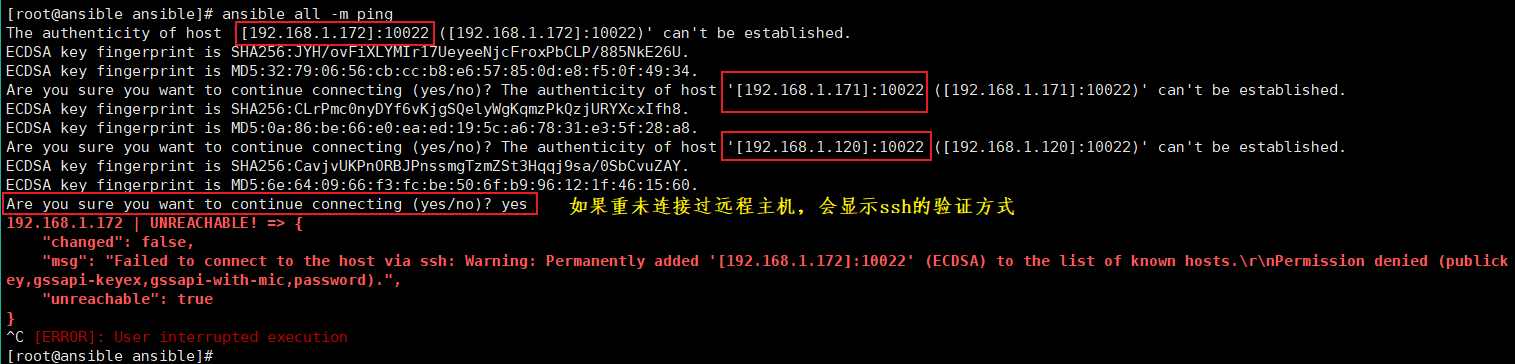 [root@ansible ansible]# ansible all -m ping
The authenticity of host '[192.168.1.172]:10022 ([192.168.1.172]:10022)' can't be established.
ECDSA key fingerprint is SHA256:JYH/ovFiXLYMIr17UeyeeNjcFroxPbCLP/885NkE26U.
ECDSA key fingerprint is MD5:32:79:06:56:cb:cc:b8:e6:57:85:0d:e8:f5:0f:49:34.
Are you sure you want to continue connecting (yes/no)? The authenticity of host '[192.168.1.171]:10022 ([192.168.1.171]:10022)' can't be established.
ECDSA key fingerprint is SHA256:CLrPmc0nyDYf6vKjgSQelyWgKqmzPkQzjURYXcxIfh8.
ECDSA key fingerprint is MD5:0a:86:be:66:e0:ea:ed:19:5c:a6:78:31:e3:5f:28:a8.
Are you sure you want to continue connecting (yes/no)? The authenticity of host '[192.168.1.120]:10022 ([192.168.1.120]:10022)' can't be established.
ECDSA key fingerprint is SHA256:CavjvUKPnORBJPnssmgTzmZSt3Hqqj9sa/0SbCvuZAY.
ECDSA key fingerprint is MD5:6e:64:09:66:f3:fc:be:50:6f:b9:96:12:1f:46:15:60.
Are you sure you want to continue connecting (yes/no)? yes 如果重未连接过远程主机，会显示ssh的验证方式
192.168.1.172 | UNREACHABLE! => {
    "changed": false,
    "msg": "Failed to connect to the host via ssh: Warning: Permanently added '[192.168.1.172]:10022' (ECDSA) to the list of known hosts.\r\nPermission denied (publick
ey,gssapi-keyex,gssapi-with-mic,password).",
    "unreachable": true
}
^C [ERROR]: User interrupted execution
[root@ansible ansible]#